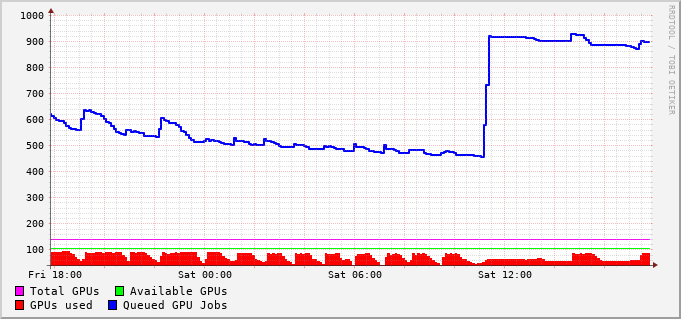 RRDTOOL / TOBI OETIKER
1000
900
800
700
600
500
400
300
200
100
Fri 18:00 Sat 00:00 Sat 06:00 Sat 12:00
Total GPUs Available GPUs
GPUs used Queued GPU Jobs